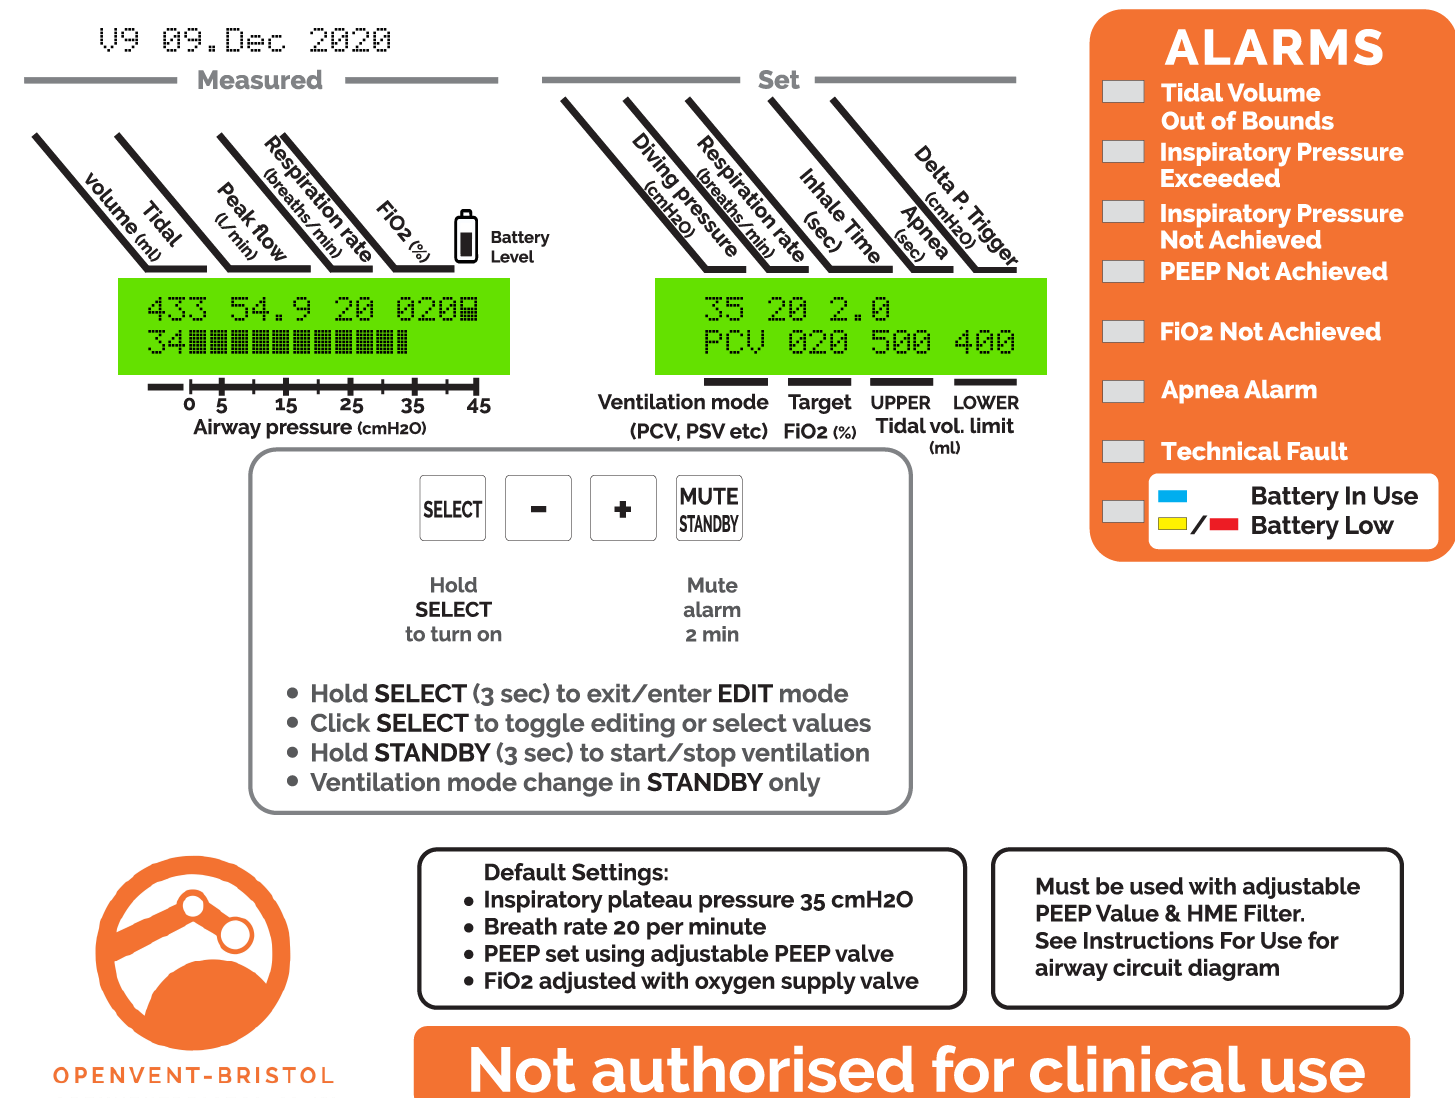 V9 09.Dec 2020
Measured
Tidal
volume (ml)
Peak flow
(l/min)
Respiration rate
(breaths/min)
FiO2 (%)
Battery
Level
433 54.9 20 020
34
0 5 15 25 35 45
Airway pressure (cmH2O)
Set
Diving pressure
(cmH2O)
Respiration rate
(breaths/min)
Inhale Time
(sec)
Apnea
(sec)
Delta P. Trigger
(cmH2O)
35 20 2.0
PCV 020 500 400
Ventilation mode
(PCV, PSV etc)
Target
FiO2 (%)
UPPER LOWER
Tidal vol. limit
(ml)
ALARMS
Tidal Volume
Out of Bounds
Inspiratory Pressure
Exceeded
Inspiratory Pressure
Not Achieved
PEEP Not Achieved
FiO2 Not Achieved
Apnea Alarm
Technical Fault
Battery In Use
/ Battery Low
SELECT
-
+
MUTE
STANDBY
Hold
SELECT
to turn on
Mute
alarm
2 min
• Hold SELECT (3 sec) to exit/enter EDIT mode
• Click SELECT to toggle editing or select values
• Hold STANDBY (3 sec) to start/stop ventilation
• Ventilation mode change in STANDBY only
OPENVENT-BRISTOL
Default Settings:
• Inspiratory plateau pressure 35 cmH2O
• Breath rate 20 per minute
• PEEP set using adjustable PEEP valve
• FiO2 adjusted with oxygen supply valve
Must be used with adjustable
PEEP Value & HME Filter.
See Instructions For Use for
airway circuit diagram
Not authorised for clinical use